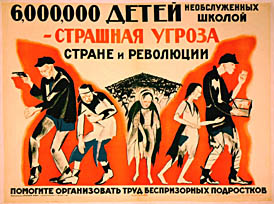 6,000,000 ДЕТЕЙ НЕОБСЛУЖЕННЫХ ШКОЛОЙ
- СТРАШНАЯ УГРОЗА
СТРАНЕ И РЕВОЛЮЦИИ
ПОМОГИТЕ ОРГАНИЗОВАТЬ ТРУД БЕСПРИЗОРНЫХ ПОДРОСТКОВ